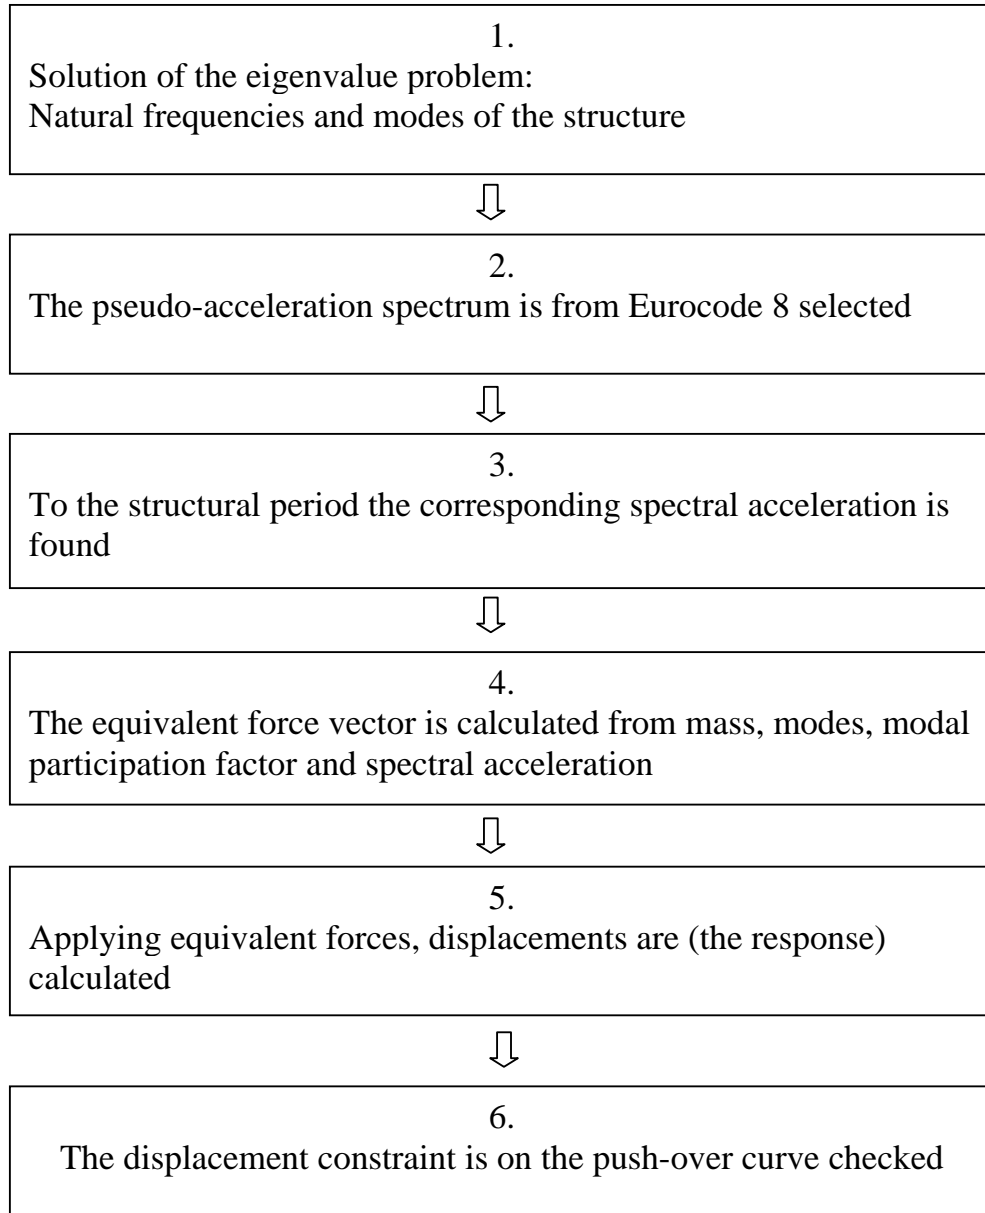 1.
Solution of the eigenvalue problem:
Natural frequencies and modes of the structure
2.
The pseudo-acceleration spectrum is from Eurocode 8 selected
3.
To the structural period the corresponding spectral acceleration is
found
4.
The equivalent force vector is calculated from mass, modes, modal
participation factor and spectral acceleration
5.
Applying equivalent forces, displacements are (the response)
calculated
6.
The displacement constraint is on the push-over curve checked